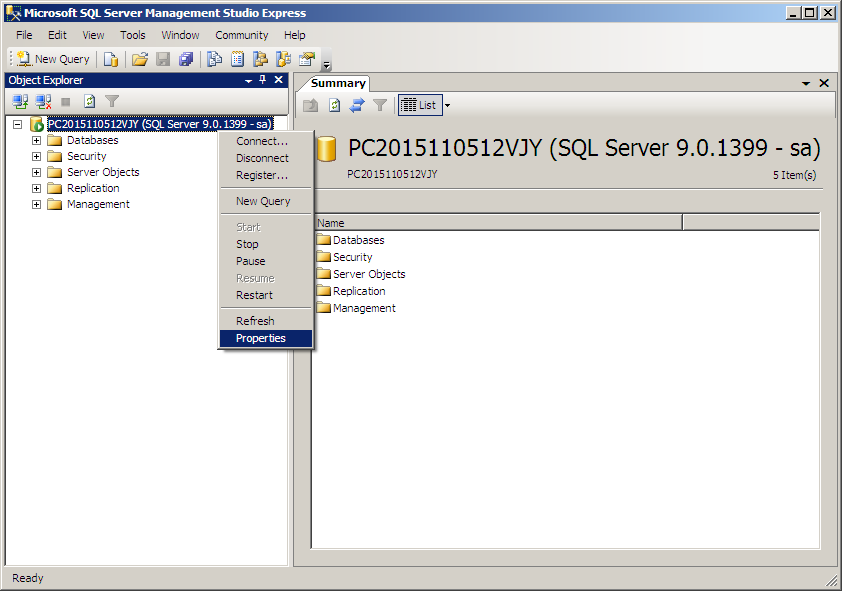 Microsoft SQL Server Management Studio Express
File Edit View Tools Window Community Help
New Query
Object Explorer
PC2015110512VJY (SQL Server 9.0.1399 - sa)
Databases
Security
Server Objects
Replication
Management
Connect...
Disconnect
Register...
New Query
Start
Stop
Pause
Resume
Restart
Refresh
Properties
Summary
List
PC2015110512VJY (SQL Server 9.0.1399 - sa)
PC2015110512VJY 5 Item(s)
Name
Databases
Security
Server Objects
Replication
Management
Ready